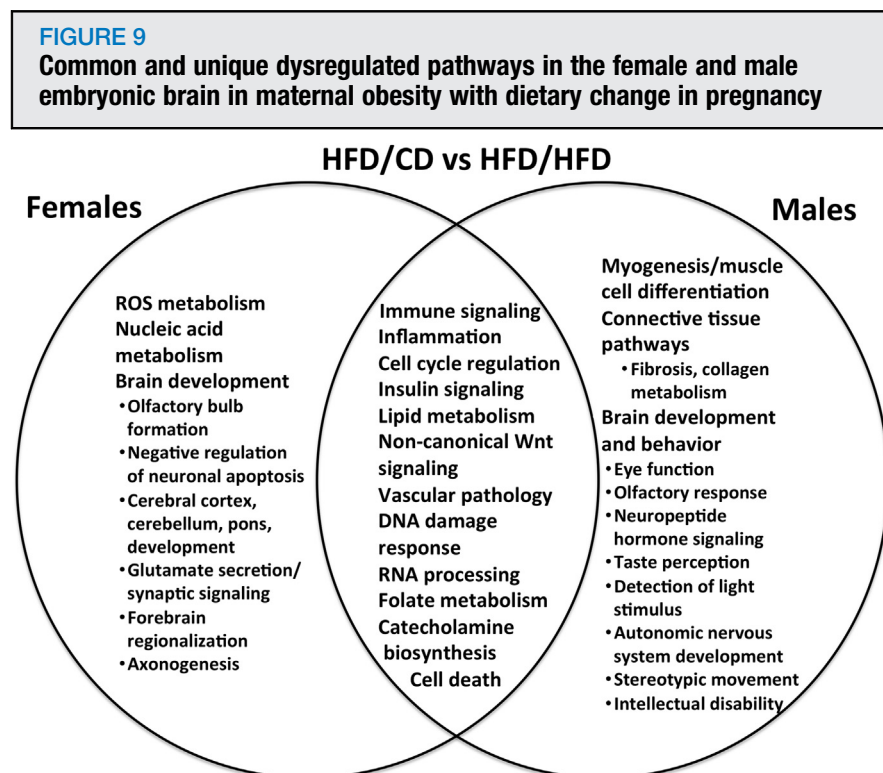 FIGURE 9
Common and unique dysregulated pathways in the female and male
embryonic brain in maternal obesity with dietary change in pregnancy
HFD/CD vs HFD/HFD
Females
Males
ROS metabolism
Nucleic acid
metabolism
Brain development
•Olfactory bulb
formation
•Negative regulation
of neuronal apoptosis
•Cerebral cortex,
cerebellum, pons,
development
•Glutamate secretion/
synaptic signaling
•Forebrain
regionalization
•Axonogenesis
Immune signaling
Inflammation
Cell cycle regulation
Insulin signaling
Lipid metabolism
Non-canonical Wnt
signaling
Vascular pathology
DNA damage
response
RNA processing
Folate metabolism
Catecholamine
biosynthesis
Cell death
Myogenesis/muscle
cell differentiation
Connective tissue
pathways
•Fibrosis, collagen
metabolism
Brain development
and behavior
•Eye function
•Olfactory response
•Neuropeptide
hormone signaling
•Taste perception
•Detection of light
stimulus
•Autonomic nervous
system development
•Stereotypic movement
•Intellectual disability